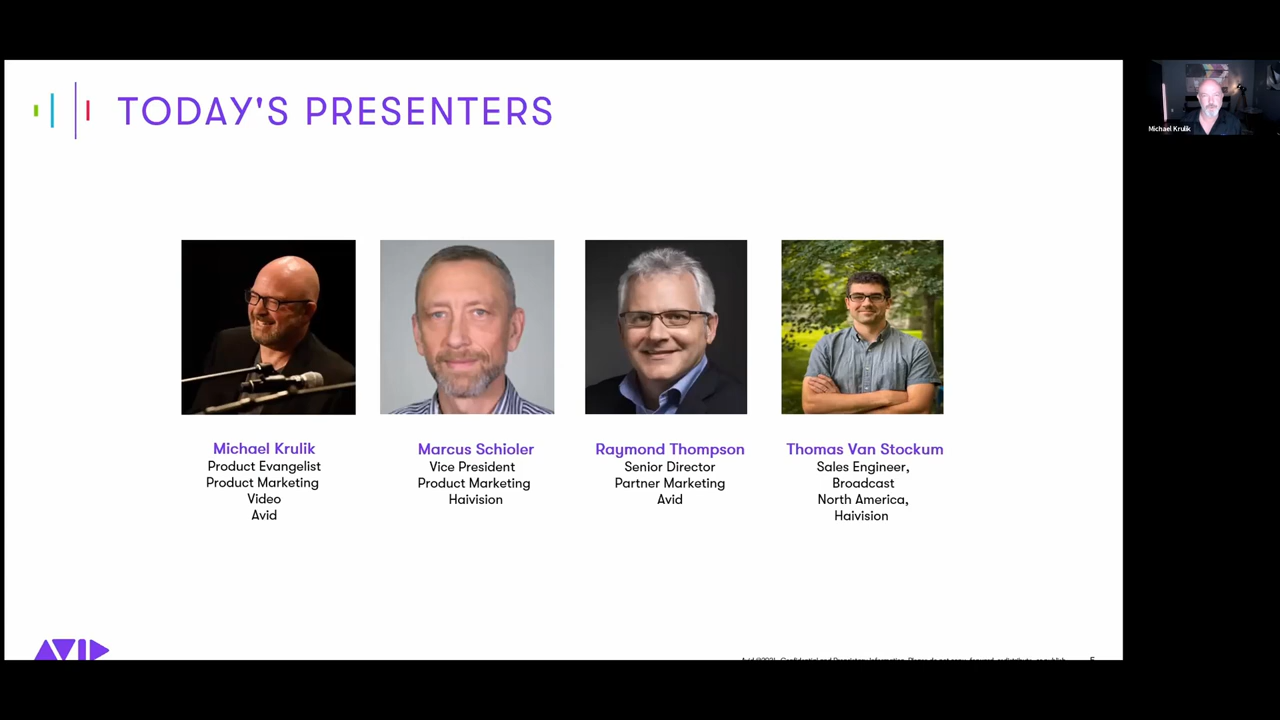 TODAY'S PRESENTERS
Michael Krulik
Michael Krulik
Product Evangelist
Product Marketing
Video
Avid
Marcus Schioler
Vice President
Product Marketing
Haivision
Raymond Thompson
Senior Director
Partner Marketing
Avid
Thomas Van Stockum
Sales Engineer,
Broadcast
North America,
Haivision
AVID